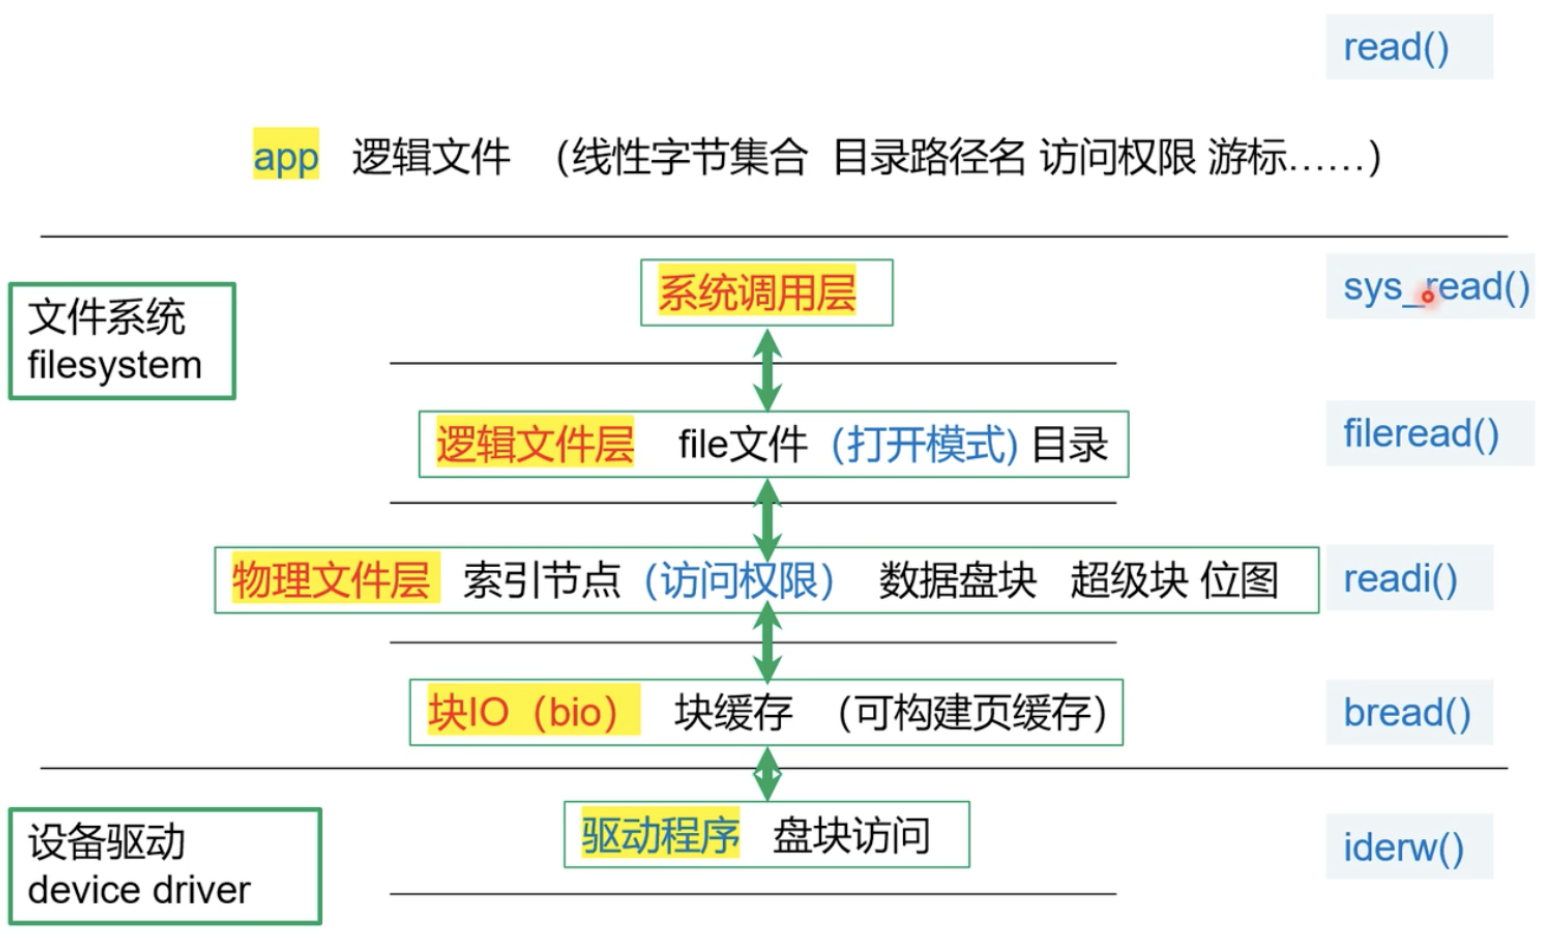 read()
app 逻辑文件 （线性字节集合 目录路径名 访问权限 游标……）
系统调用层
sys_read()
文件系统
filesystem
逻辑文件层 file文件（打开模式) 目录
fileread()
物理文件层 索引节点（访问权限） 数据盘块 超级块 位图
readi()
块IO（bio） 块缓存 （可构建页缓存）
bread()
设备驱动
device driver
驱动程序 盘块访问
iderw()